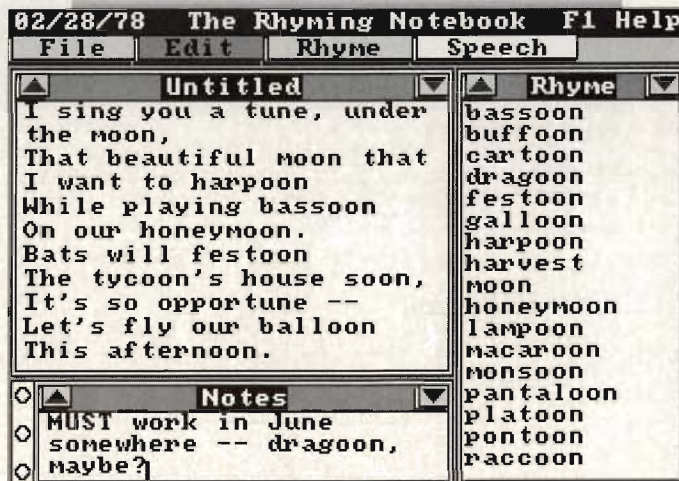 02/28/78 The Rhyming Notebook F1 Help
File Edit Rhyme Speech
Untitled
I sing you a tune, under
the moon,
That beautiful moon that
I want to harpoon
While playing bassoon
On our honeymoon.
Bats will festoon
The tycoon's house soon,
It's so opportune --
Let's fly our balloon
This afternoon.
Notes
MUST work in June
somewhere -- dragoon,
maybe?
Rhyme
bassoon
buffoon
cartoon
dragoon
festoon
galloon
harpoon
harvest
moon
honeymoon
lampoon
macaroon
monsoon
pantaloon
platoon
pontoon
raccoon